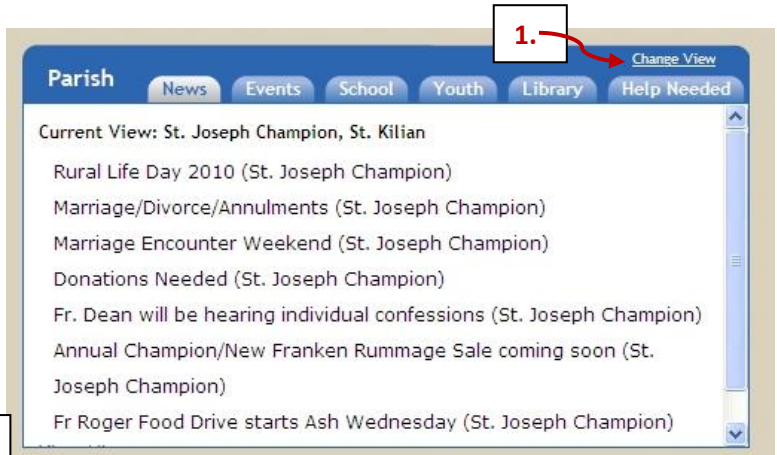 1.
Change View
Parish
News Events School Youth Library Help Needed
Current View: St. Joseph Champion, St. Kilian
Rural Life Day 2010 (St. Joseph Champion)
Marriage/Divorce/Annulments (St. Joseph Champion)
Marriage Encounter Weekend (St. Joseph Champion)
Donations Needed (St. Joseph Champion)
Fr. Dean will be hearing individual confessions (St. Joseph Champion)
Annual Champion/New Franken Rummage Sale coming soon (St.
Joseph Champion)
Fr Roger Food Drive starts Ash Wednesday (St. Joseph Champion)